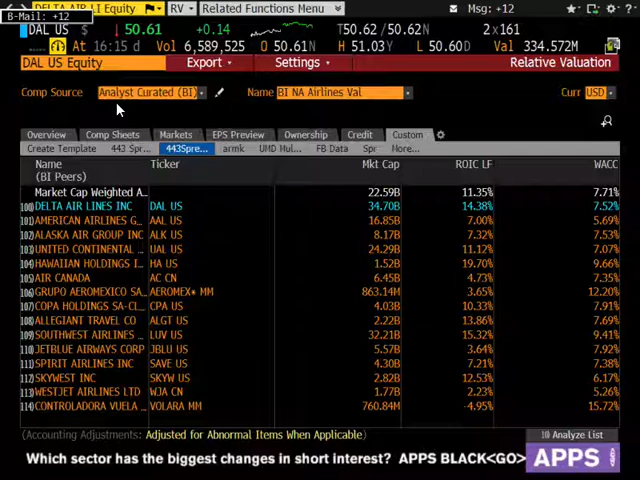 DELTA AIR LI Equity RV Related Functions Menu Msg: +12
B-Mail: +12
DAL US $ ↓ 50.61 +0.14 T50.62/50.62N 2x161
At 16:15 d Vol 6,589,525 O 50.61N H 51.03Y L 50.60D Val 334.572M
DAL US Equity Export Settings Relative Valuation
Comp Source Analyst Curated (BI) Name BI NA Airlines Val Curr USD
Overview Comp Sheets Markets EPS Preview Ownership Credit Custom
Create Template 443 Spr... 443Spre... armk UMD Mul... FB Data Spr More...
Name Ticker Mkt Cap ROIC LF WACC
(BI Peers)
Market Cap Weighted A... 22.59B 11.35% 7.71%
100) DELTA AIR LINES INC DAL US 34.70B 14.38% 7.52%
101) AMERICAN AIRLINES G... AAL US 16.85B 7.00% 5.69%
102) ALASKA AIR GROUP INC ALK US 8.17B 7.32% 7.53%
103) UNITED CONTINENTAL ... UAL US 24.29B 11.12% 7.07%
104) HAWAIIAN HOLDINGS I... HA US 1.52B 19.70% 9.66%
105) AIR CANADA AC CN 6.45B 4.73% 7.35%
106) GRUPO AEROMEXICO SA... AEROMEX* MM 863.14M 3.65% 12.20%
107) COPA HOLDINGS SA-CL... CPA US 4.03B 10.33% 7.91%
108) ALLEGIANT TRAVEL CO ALGT US 2.22B 13.86% 7.69%
109) SOUTHWEST AIRLINES ... LUV US 32.21B 15.32% 9.41%
110) JETBLUE AIRWAYS CORP JBLU US 5.57B 3.64% 7.92%
111) SPIRIT AIRLINES INC SAVE US 4.30B 7.21% 7.38%
112) SKYWEST INC SKYW US 2.82B 12.53% 6.17%
113) WESTJET AIRLINES LTD WJA CN 1.77B 2.23% 5.26%
114) CONTROLADORA VUELA ... VOLARA MM 760.84M -4.95% 15.72%
(Accounting Adjustments: Adjusted for Abnormal Items When Applicable) 10 Analyze List
Which sector has the biggest changes in short interest? APPS BLACK<GO> APPS <GO>